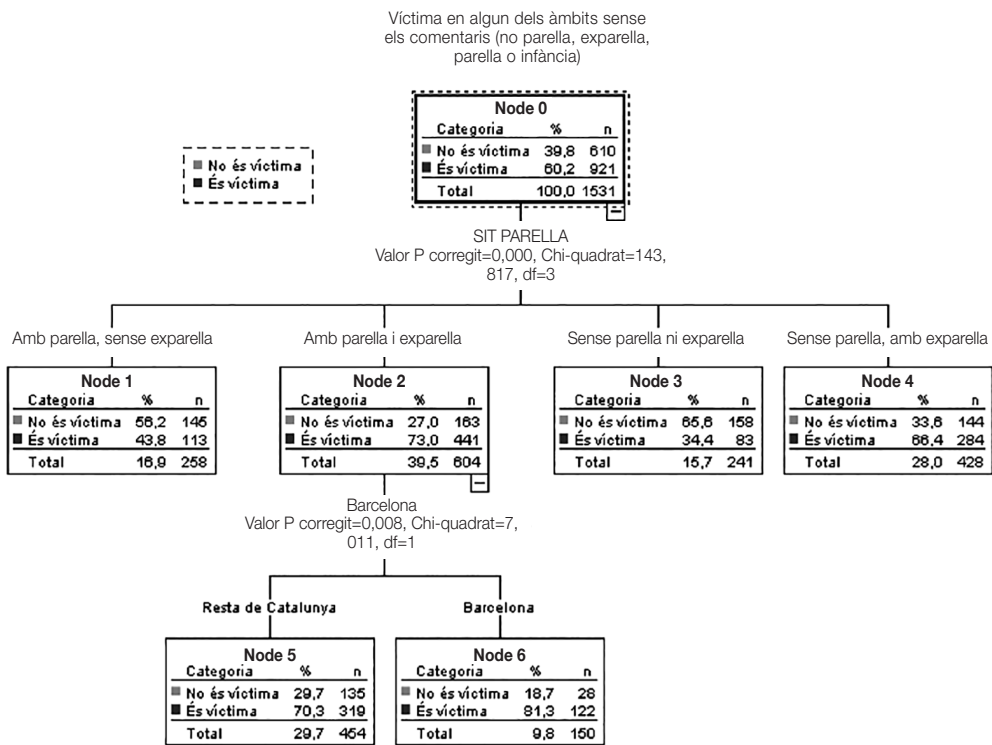 Víctima en algun dels àmbits sense
els comentaris (no parella, exparella,
parella o infància)
Node 0
Categoria % n
No és víctima 39,8 610
És víctima 60,2 921
Total 100,0 1531
No és víctima
És víctima
SIT PARELLA
Valor P corregit=0,000, Chi-quadrat=143,
817, df=3
Amb parella, sense exparella
Amb parella i exparella
Sense parella ni exparella
Sense parella, amb exparella
Node 1
Categoria % n
No és víctima 56,2 145
És víctima 43,8 113
Total 16,9 258
Node 2
Categoria % n
No és víctima 27,0 163
És víctima 73,0 441
Total 39,5 604
Node 3
Categoria % n
No és víctima 65,6 158
És víctima 34,4 83
Total 15,7 241
Node 4
Categoria % n
No és víctima 33,6 144
És víctima 66,4 284
Total 28,0 428
Barcelona
Valor P corregit=0,008, Chi-quadrat=7,
011, df=1
Resta de Catalunya
Barcelona
Node 5
Categoria % n
No és víctima 29,7 135
És víctima 70,3 319
Total 29,7 454
Node 6
Categoria % n
No és víctima 18,7 28
És víctima 81,3 122
Total 9,8 150